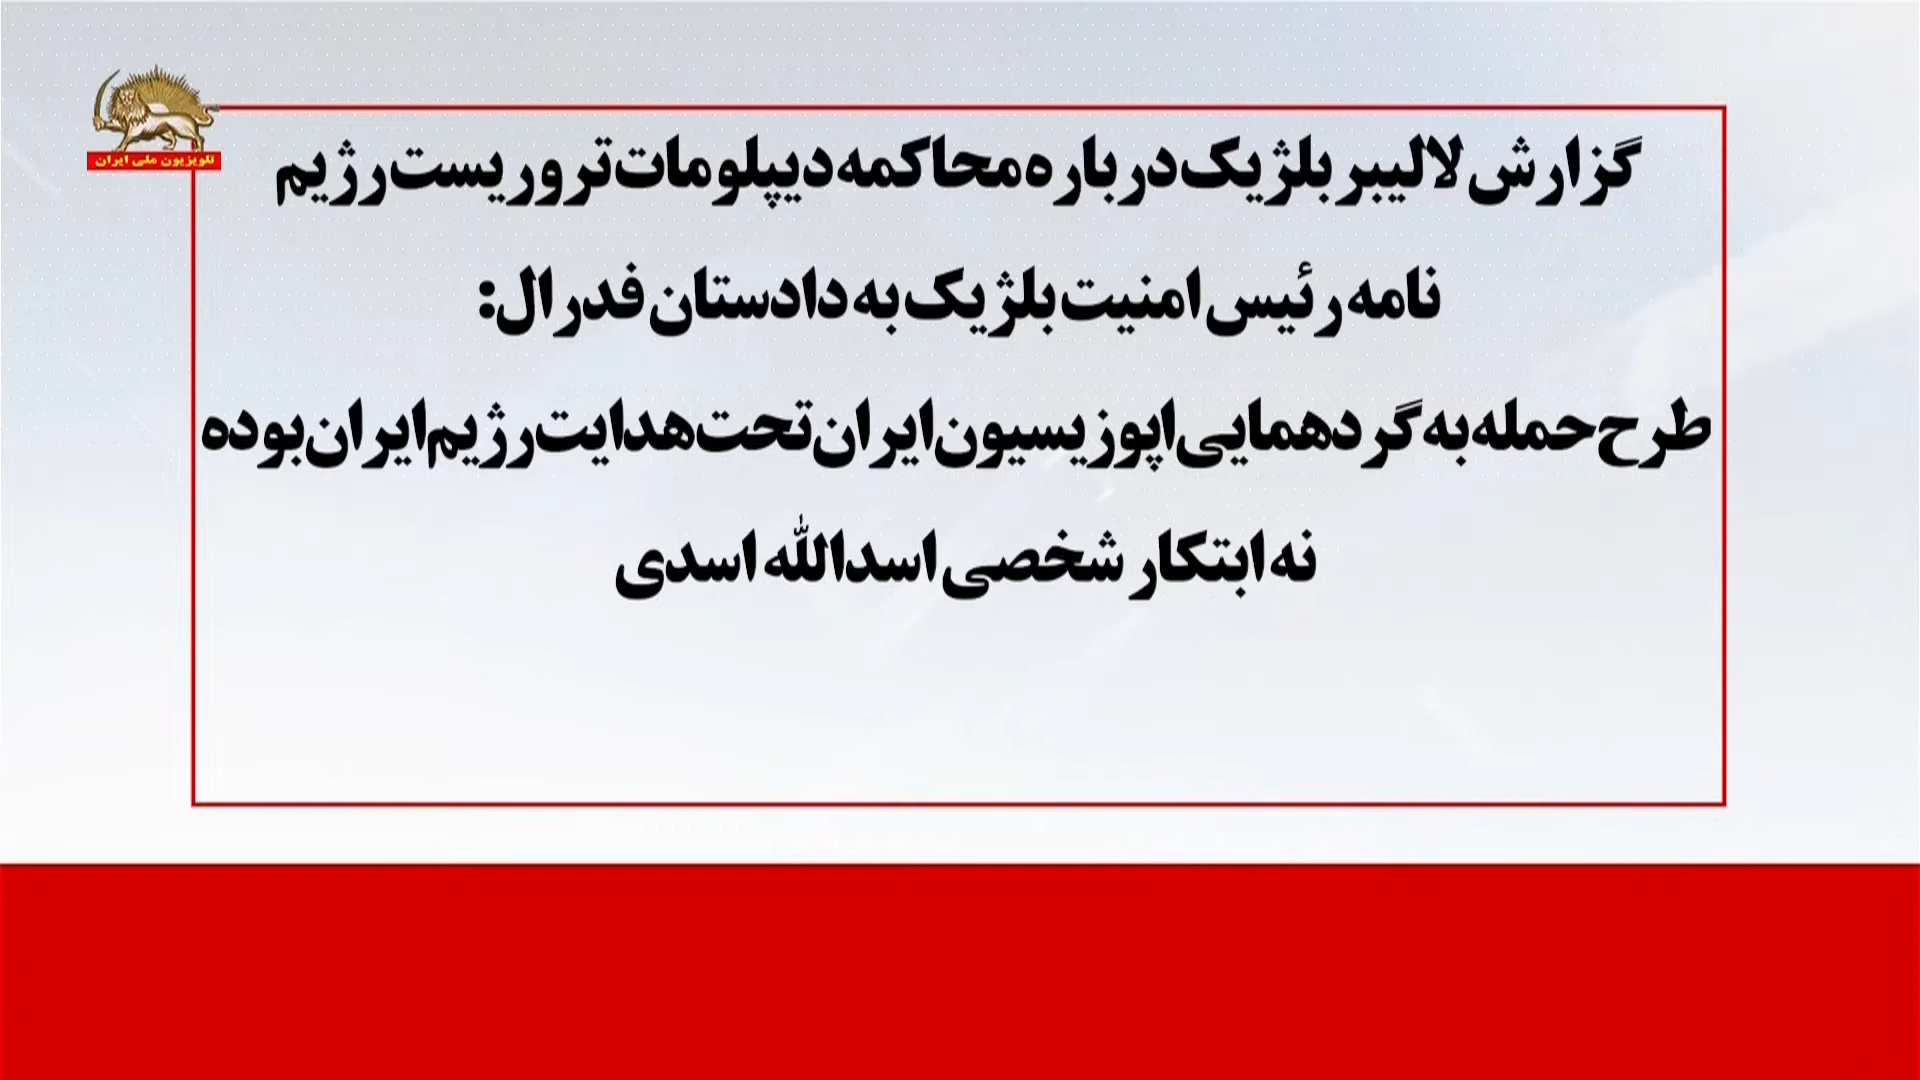 تلویزیون ملی ایران
گزارش لالیبر بلژیک درباره محاکمه دیپلومات تروریست رژیم
نامه رئیس امنیت بلژیک به دادستان فدرال:
طرح حمله به گردهمایی اپوزیسیون ایران تحت هدایت رژیم ایران بوده
نه ابتکار شخصی اسدالله اسدی